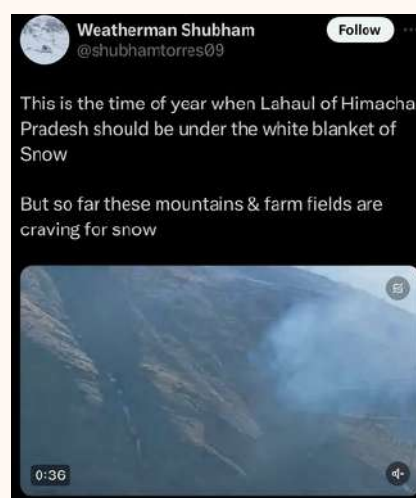 Weatherman Shubham
@shubhamtorres09
Follow
This is the time of year when Lahaul of Himacha
Pradesh should be under the white blanket of
Snow
But so far these mountains & farm fields are
craving for snow
0:36